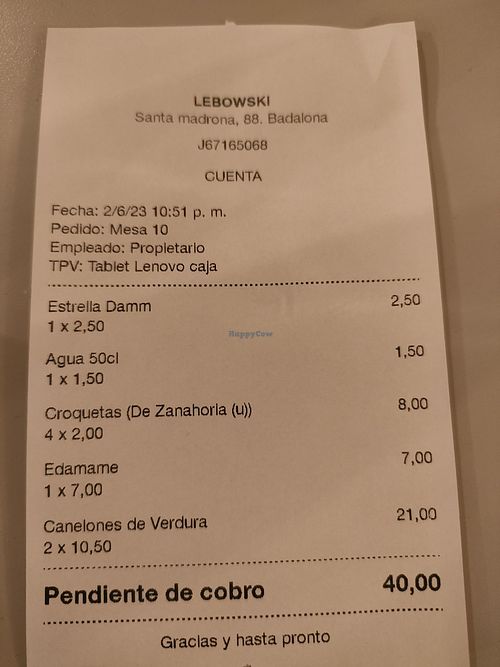 LEBOWSKI
Santa madrona, 88. Badalona
J67165068
CUENTA
Fecha: 2/6/23 10:51 p. m.
Pedido: Mesa 10
Empleado: Propietario
TPV: Tablet Lenovo caja
Estrella Damm 2,50
1 x 2,50
Agua 50cl 1,50
1 x 1,50
Croquetas (De Zanahoria (u)) 8,00
4 x 2,00
Edamame 7,00
1 x 7,00
Canelones de Verdura 21,00
2 x 10,50
Pendiente de cobro 40,00
Gracias y hasta pronto
HappyCow